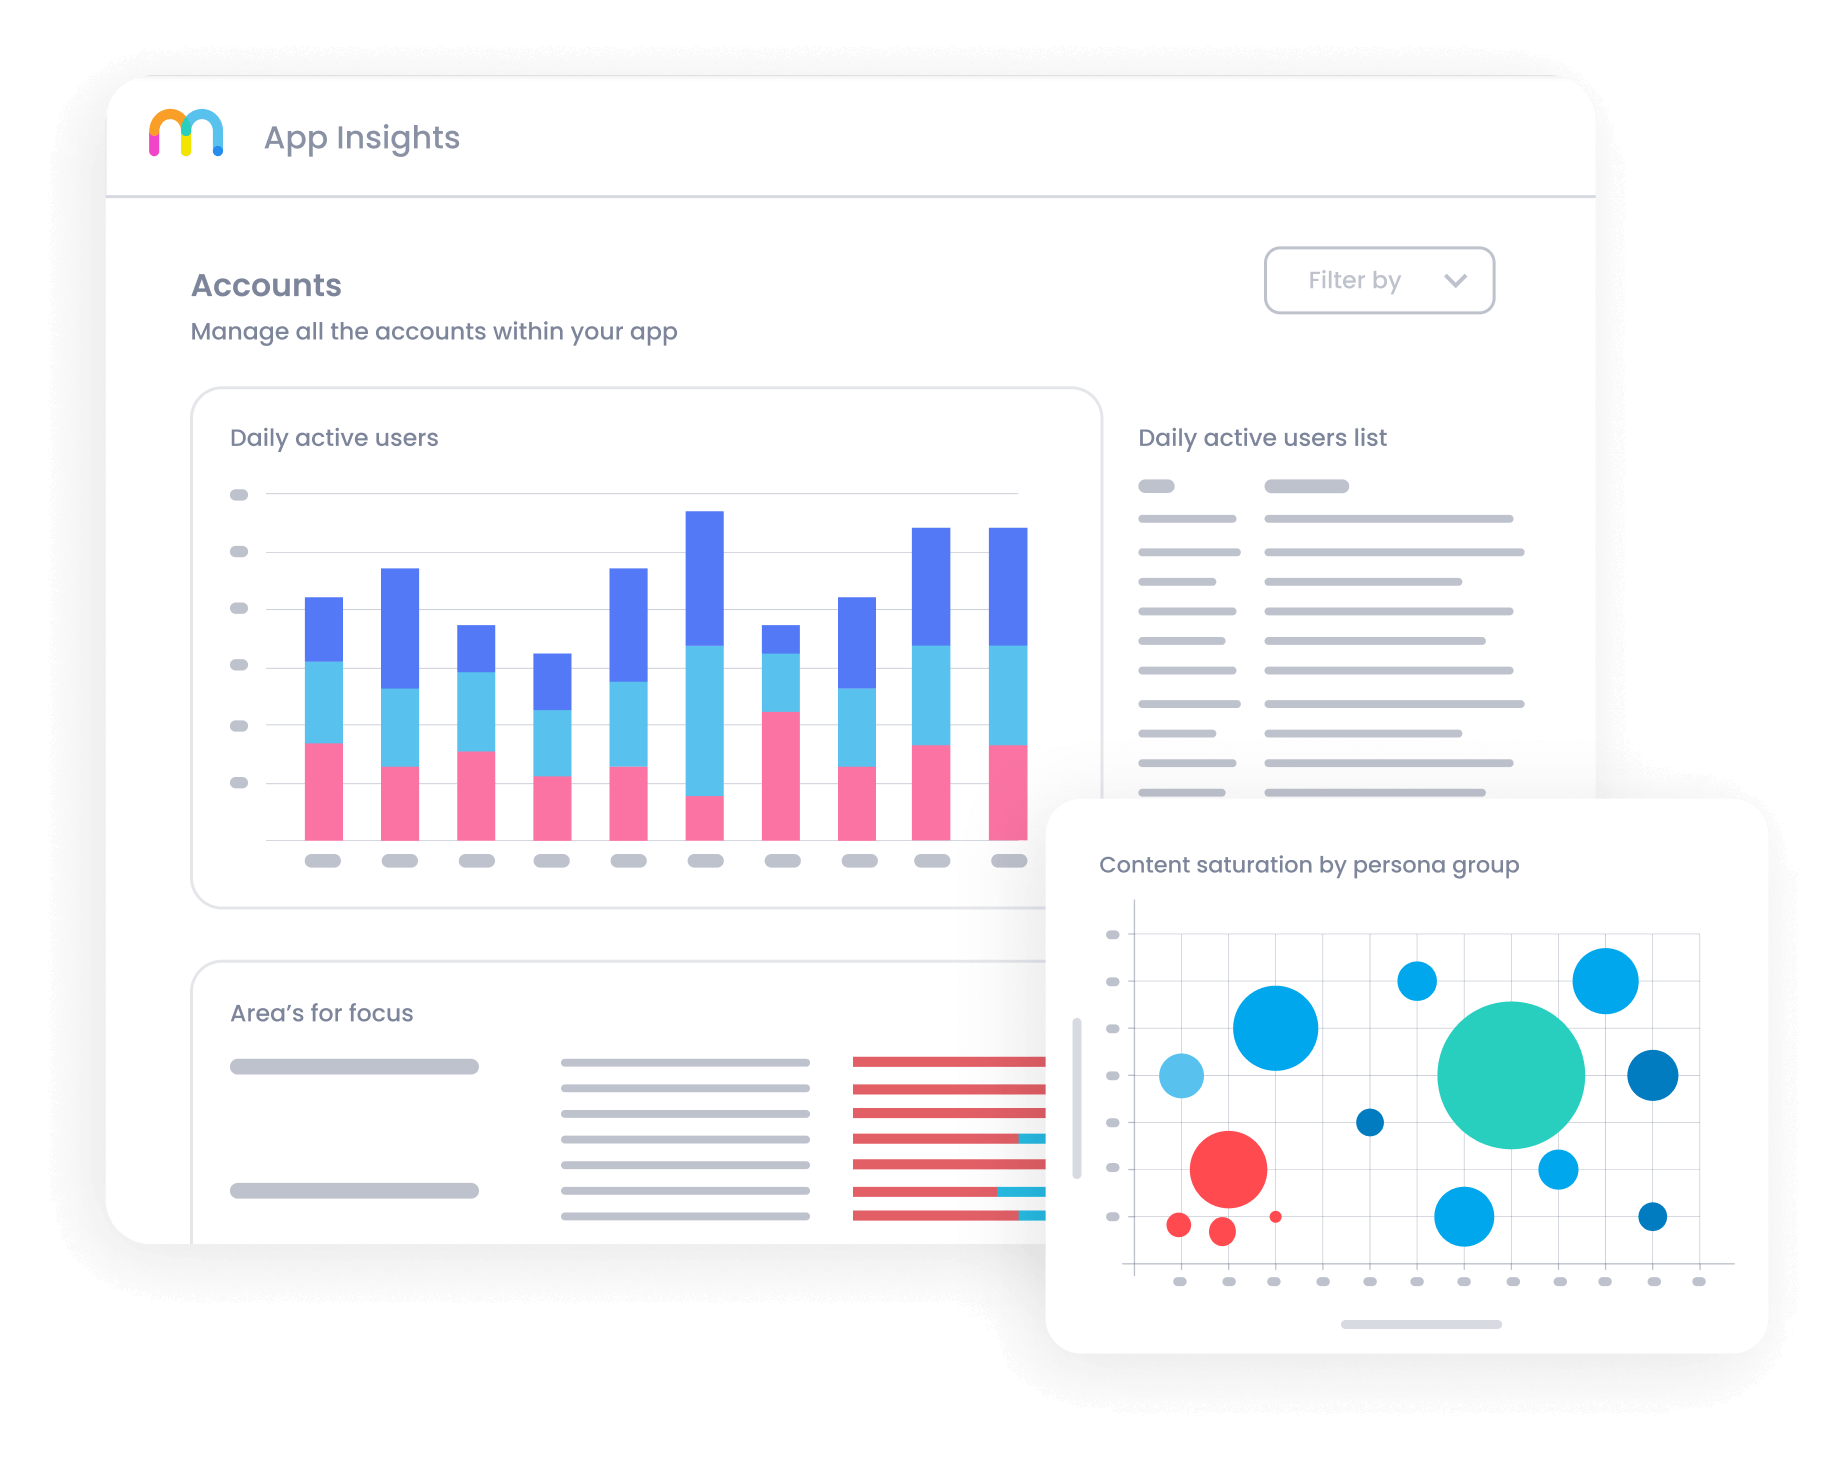 App Insights
Accounts
Filter by
Manage all the accounts within your app
Daily active users
Daily active users list
Content saturation by persona group
Area’s for focus